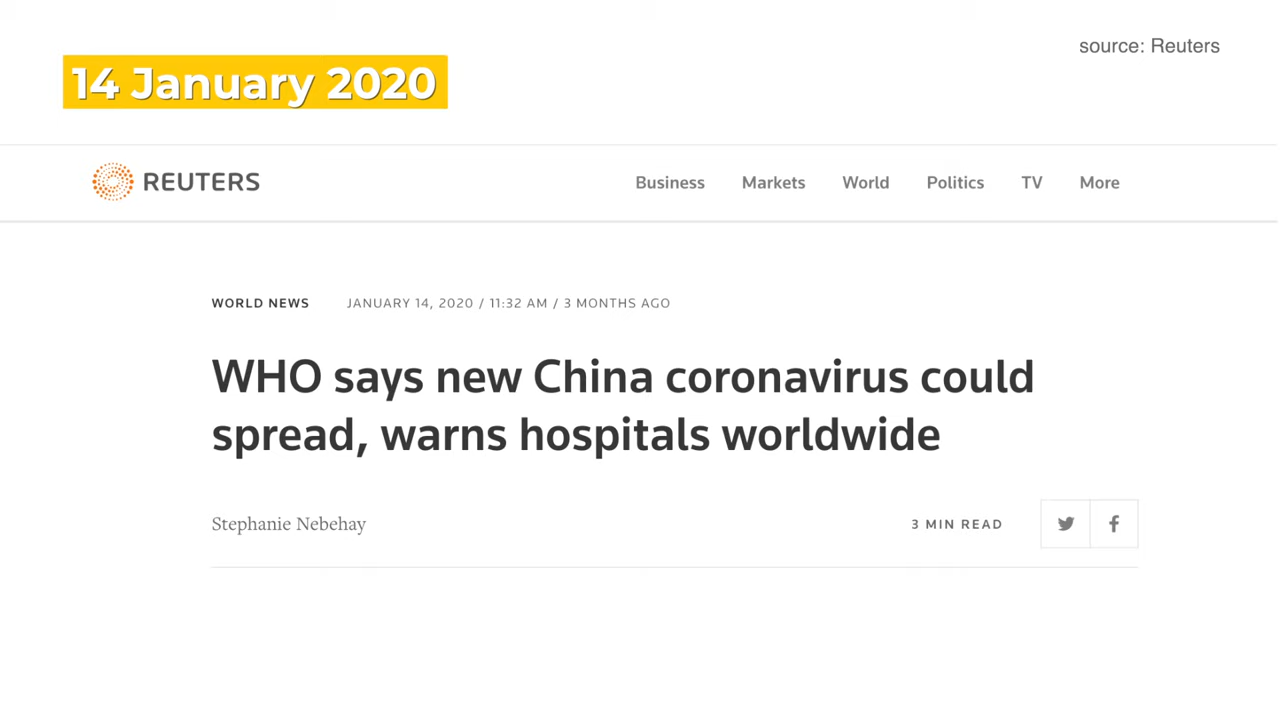 source: Reuters
14 January 2020
REUTERS
Business Markets World Politics TV More
WORLD NEWS JANUARY 14, 2020 / 11:32 AM / 3 MONTHS AGO
WHO says new China coronavirus could
spread, warns hospitals worldwide
Stephanie Nebehay 3 MIN READ